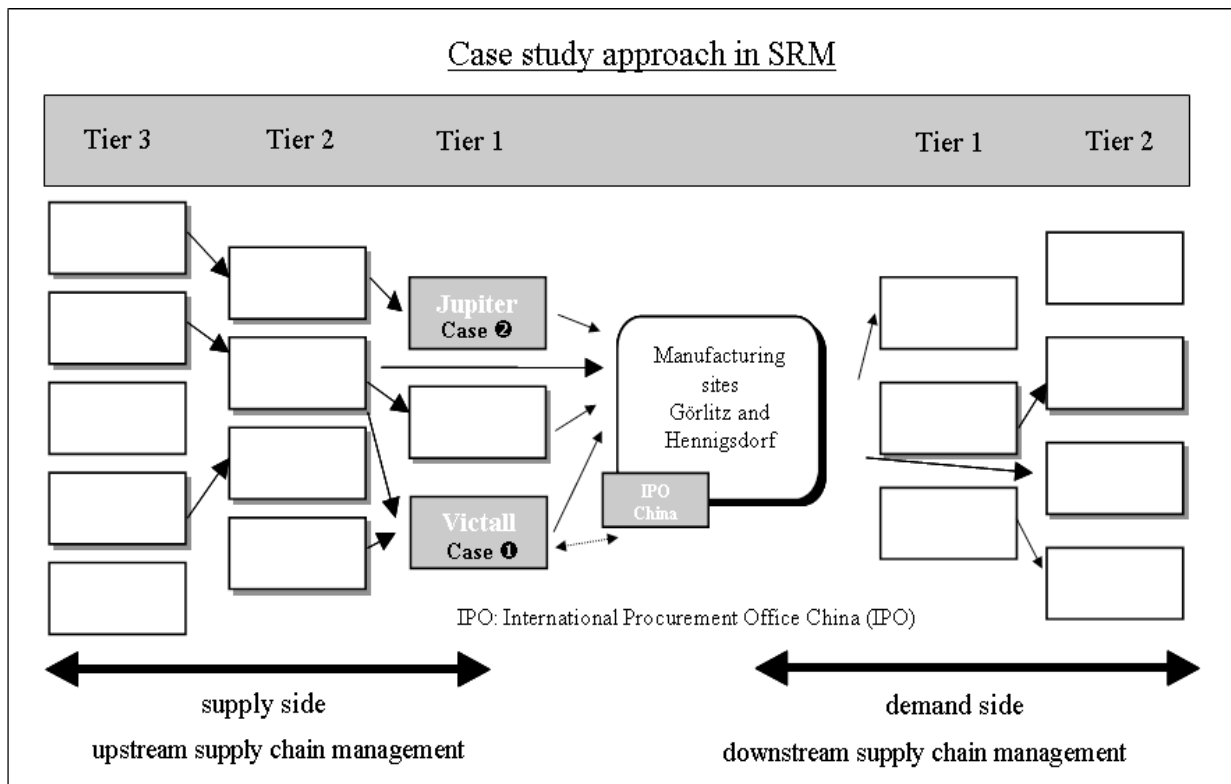 Case study approach in SRM
Tier 3
Tier 2
Tier 1
Tier 1
Tier 2
Jupiter
Case ❷
Manufacturing
sites
Görlitz and
Hennigsdorf
IPO
China
Victall
Case ❶
IPO: International Procurement Office China (IPO)
supply side
upstream supply chain management
demand side
downstream supply chain management